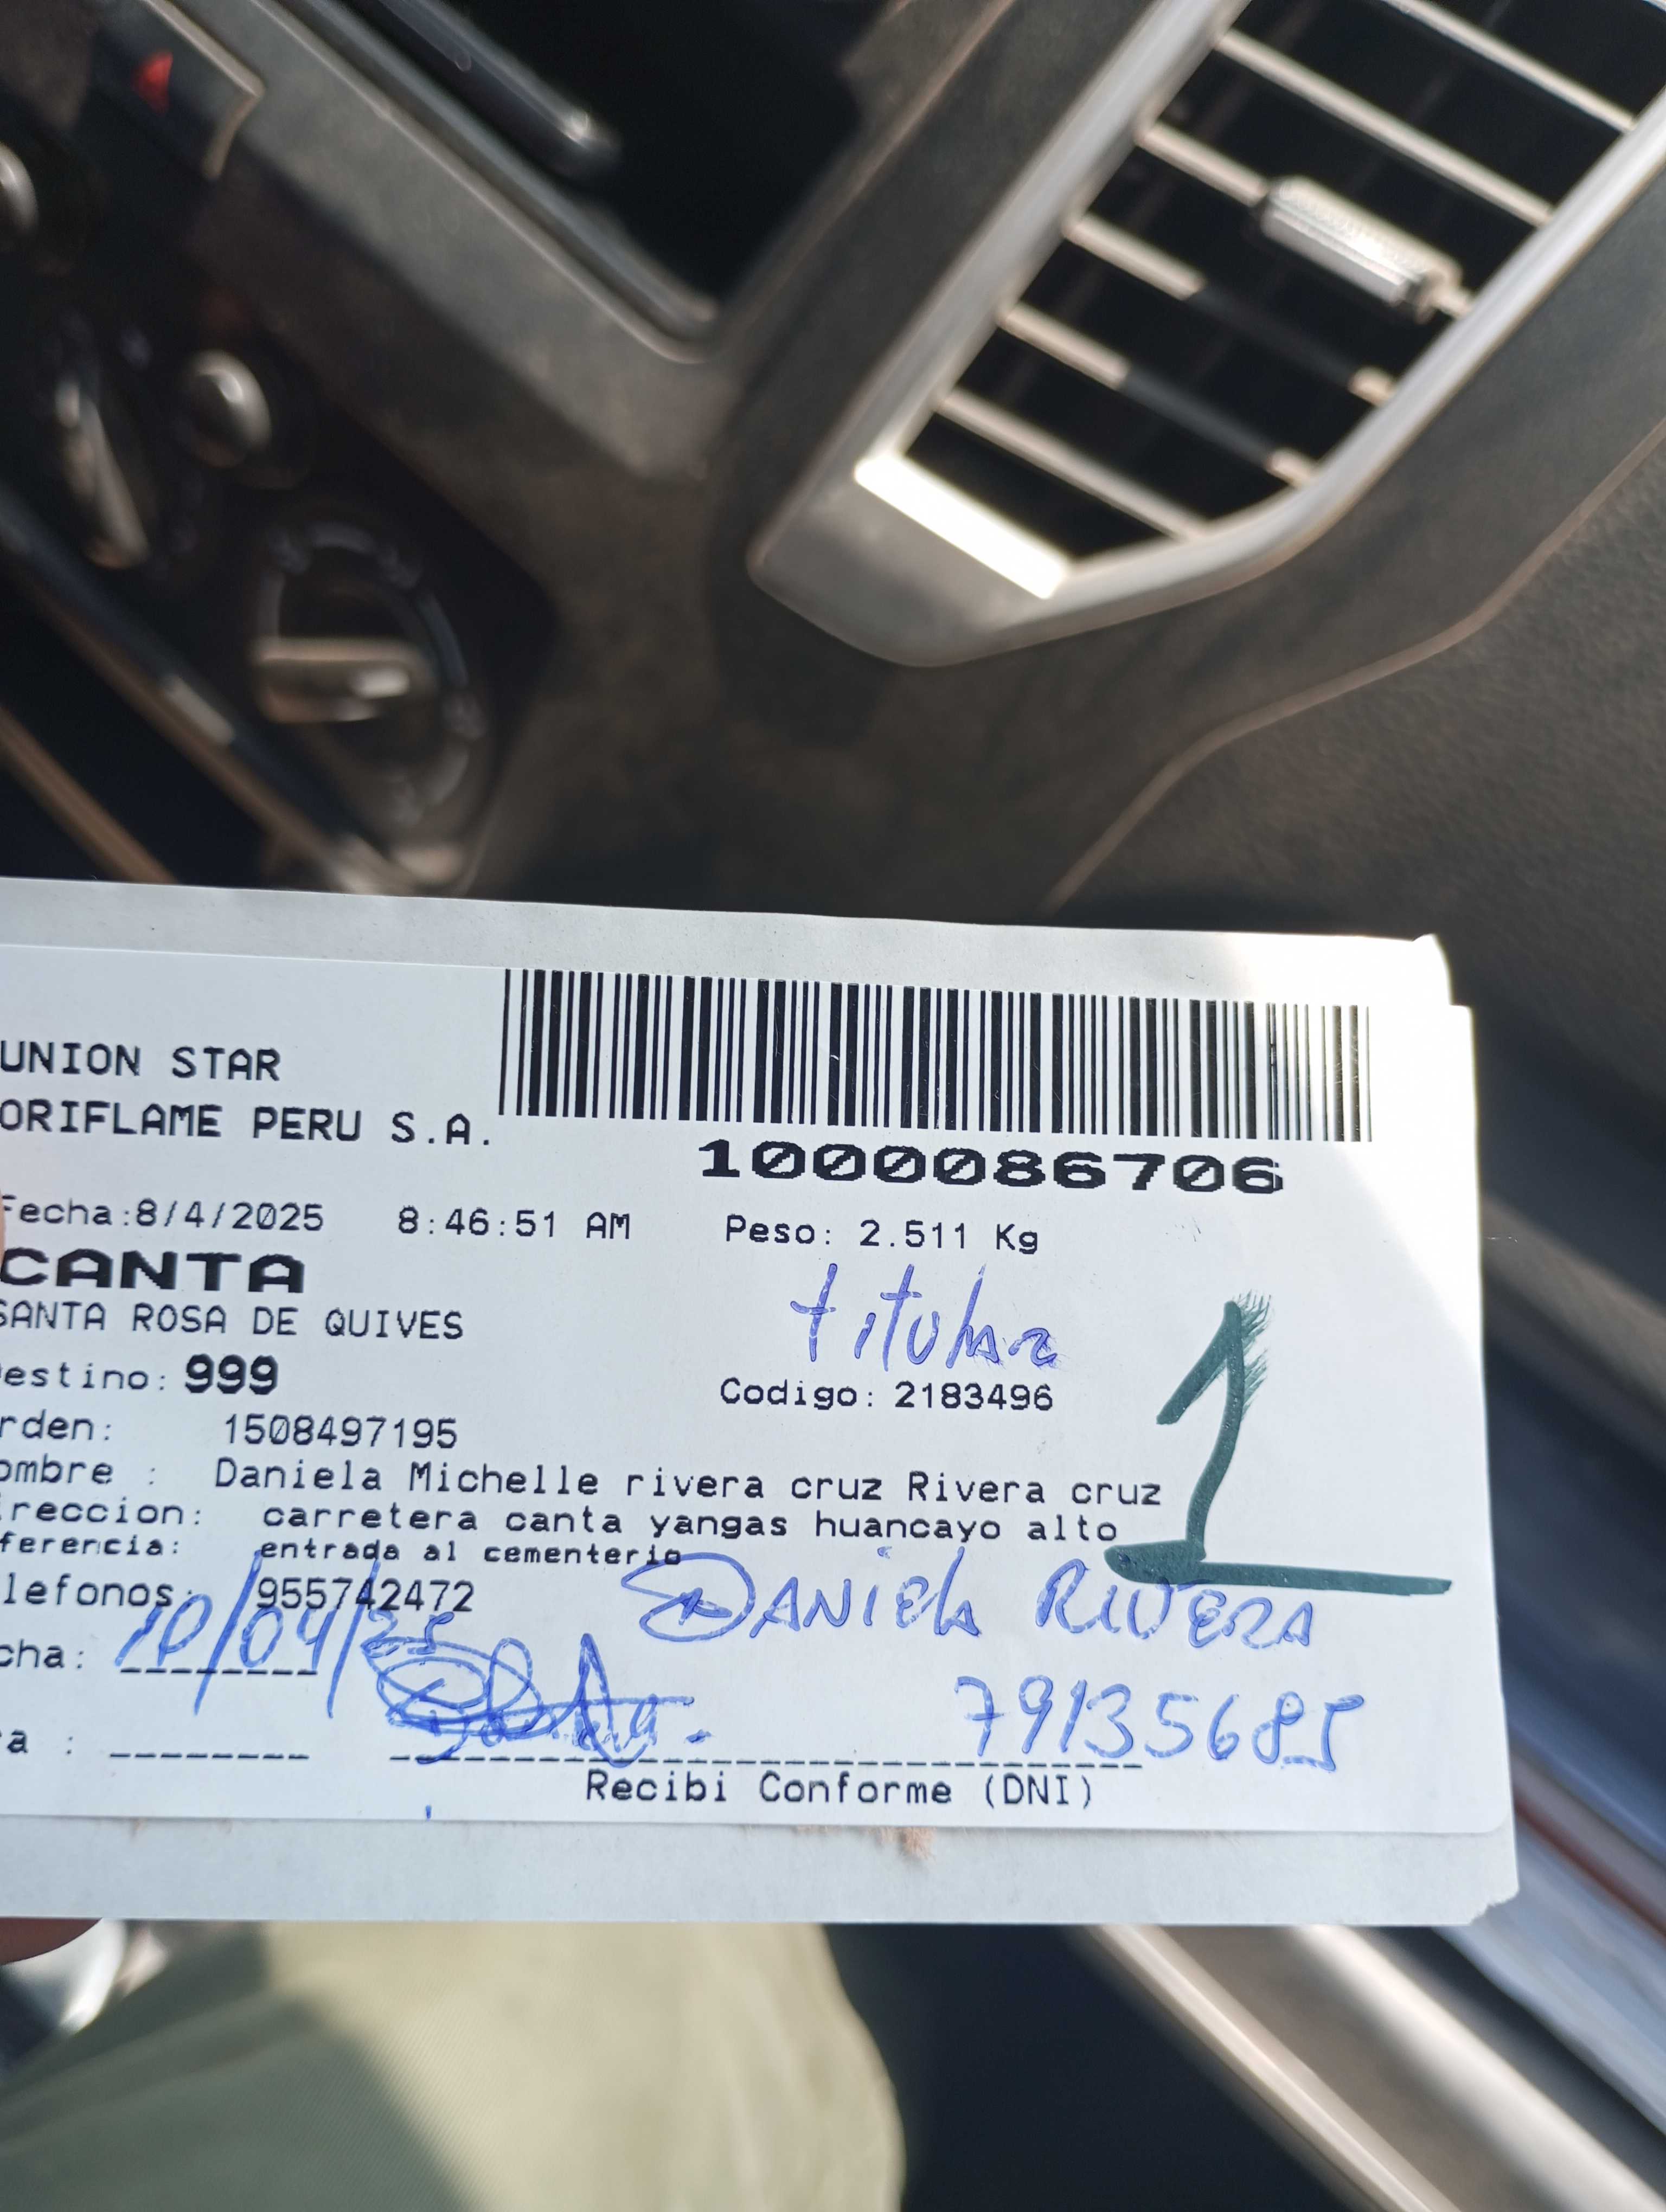 UNION STAR
ORIFLAME PERU S.A.
1000086706
Fecha:8/4/2025 8:46:51 AM Peso: 2.511 Kg
CANTA
SANTA ROSA DE QUIVES
titular
estino: 999
Codigo: 2183496
1
rden: 1508497195
ombre : Daniela Michelle rivera cruz Rivera cruz
reccion: carretera canta yangas huancayo alto
ferencia: entrada al cementerio
lefonos: 955742472
DANIELA RIVERA
cha: 10/04/25
79135685
a :
Recibi Conforme (DNI)